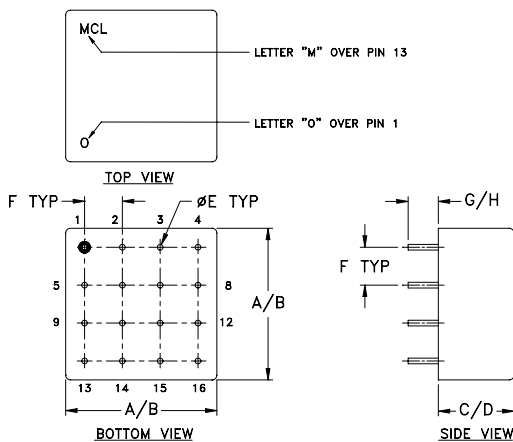 MCL
LETTER "M" OVER PIN 13
O
LETTER "O" OVER PIN 1
TOP VIEW
F TYP
ØE TYP
G/H
1 2 3 4
F TYP
5 8
A/B
9 12
13 14 15 16
A/B
C/D
BOTTOM VIEW
SIDE VIEW